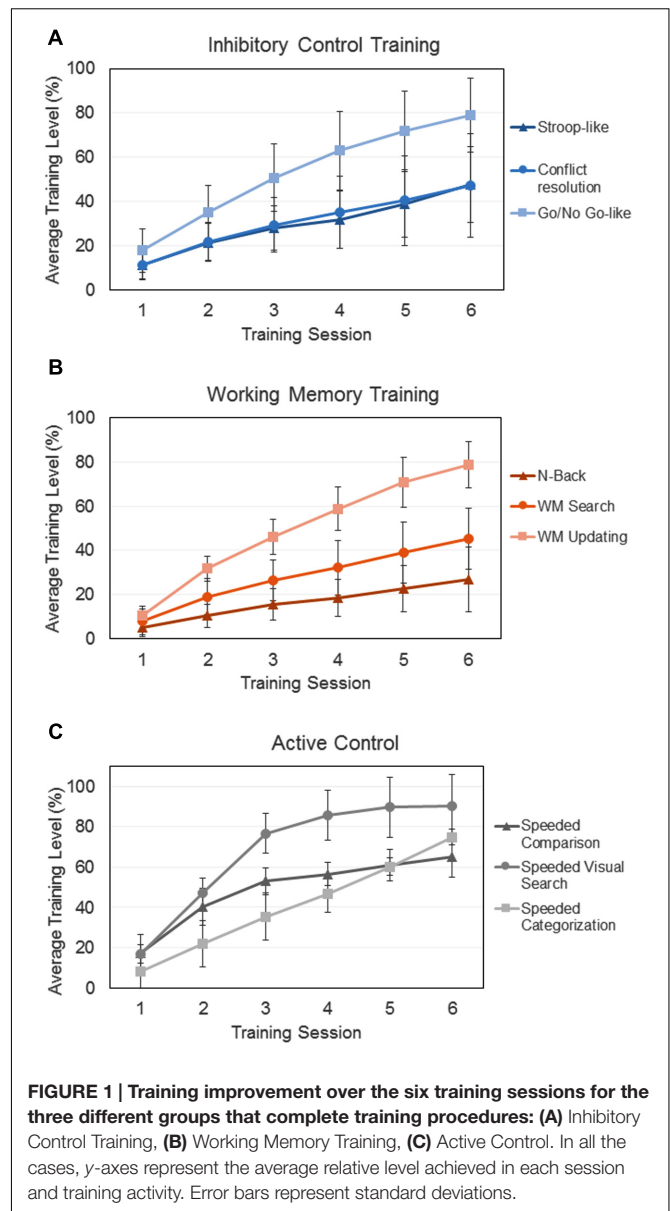 A
Inhibitory Control Training
Average Training Level (%)
100
80
60
40
20
0
1 2 3 4 5 6
Training Session
Stroop-like
Conflict
resolution
Go/No Go-like
B
Working Memory Training
Average Training Level (%)
100
80
60
40
20
0
1 2 3 4 5 6
Training Session
N-Back
WM Search
WM Updating
C
Active Control
Average Training Level (%)
100
80
60
40
20
0
1 2 3 4 5 6
Training Session
Speeded
Comparison
Speeded Visual
Search
Speeded
Categorization
FIGURE 1 | Training improvement over the six training sessions for the
three different groups that complete training procedures: (A) Inhibitory
Control Training, (B) Working Memory Training, (C) Active Control. In all the
cases, y-axes represent the average relative level achieved in each session
and training activity. Error bars represent standard deviations.